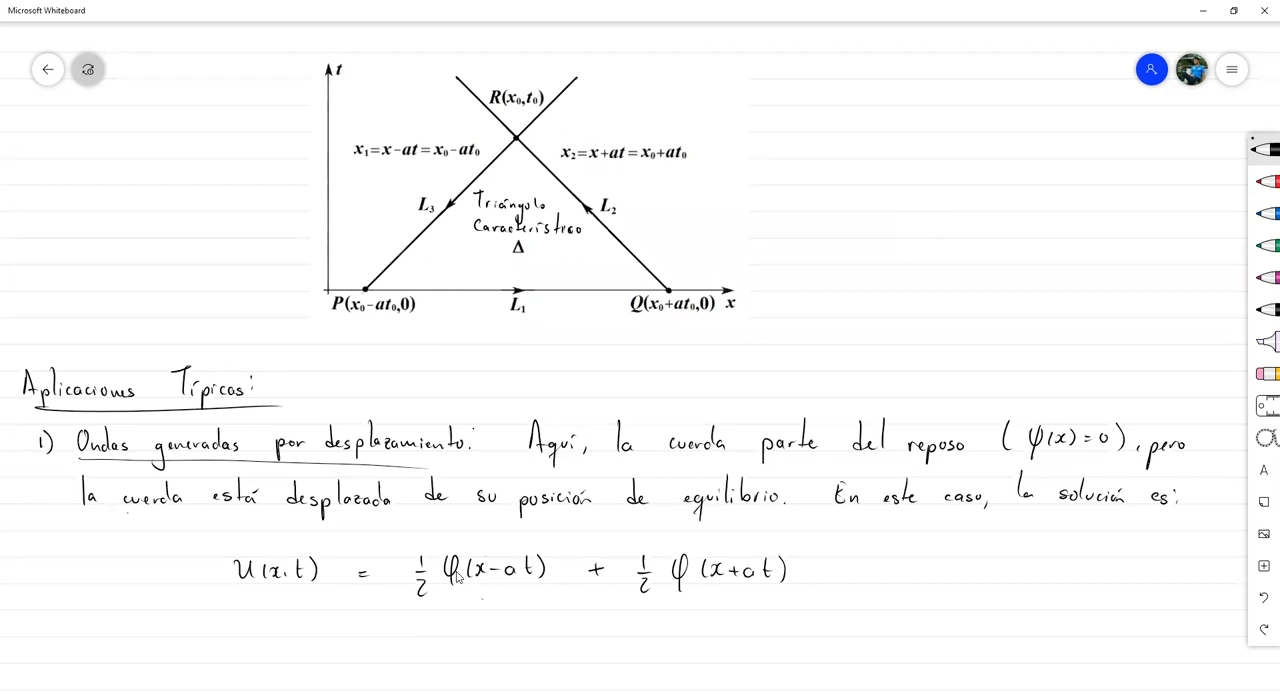 Microsoft Whiteboard
t
R(x₀,t₀)
x₁=x-at=x₀-at₀
x₂=x+at=x₀+at₀
L₃
Triángulo
L₂
Característico
Δ
P(x₀-at₀,0)
L₁
Q(x₀+at₀,0)
x
Aplicaciones Típicas:
1) Ondas generadas por desplazamiento: Aquí, la cuerda parte del reposo (ψ(x)=0), pero
la cuerda está desplazada de su posición de equilibrio. En este caso, la solución es:
u(x,t) = 1/2 φ(x-at) + 1/2 φ(x+at)
A